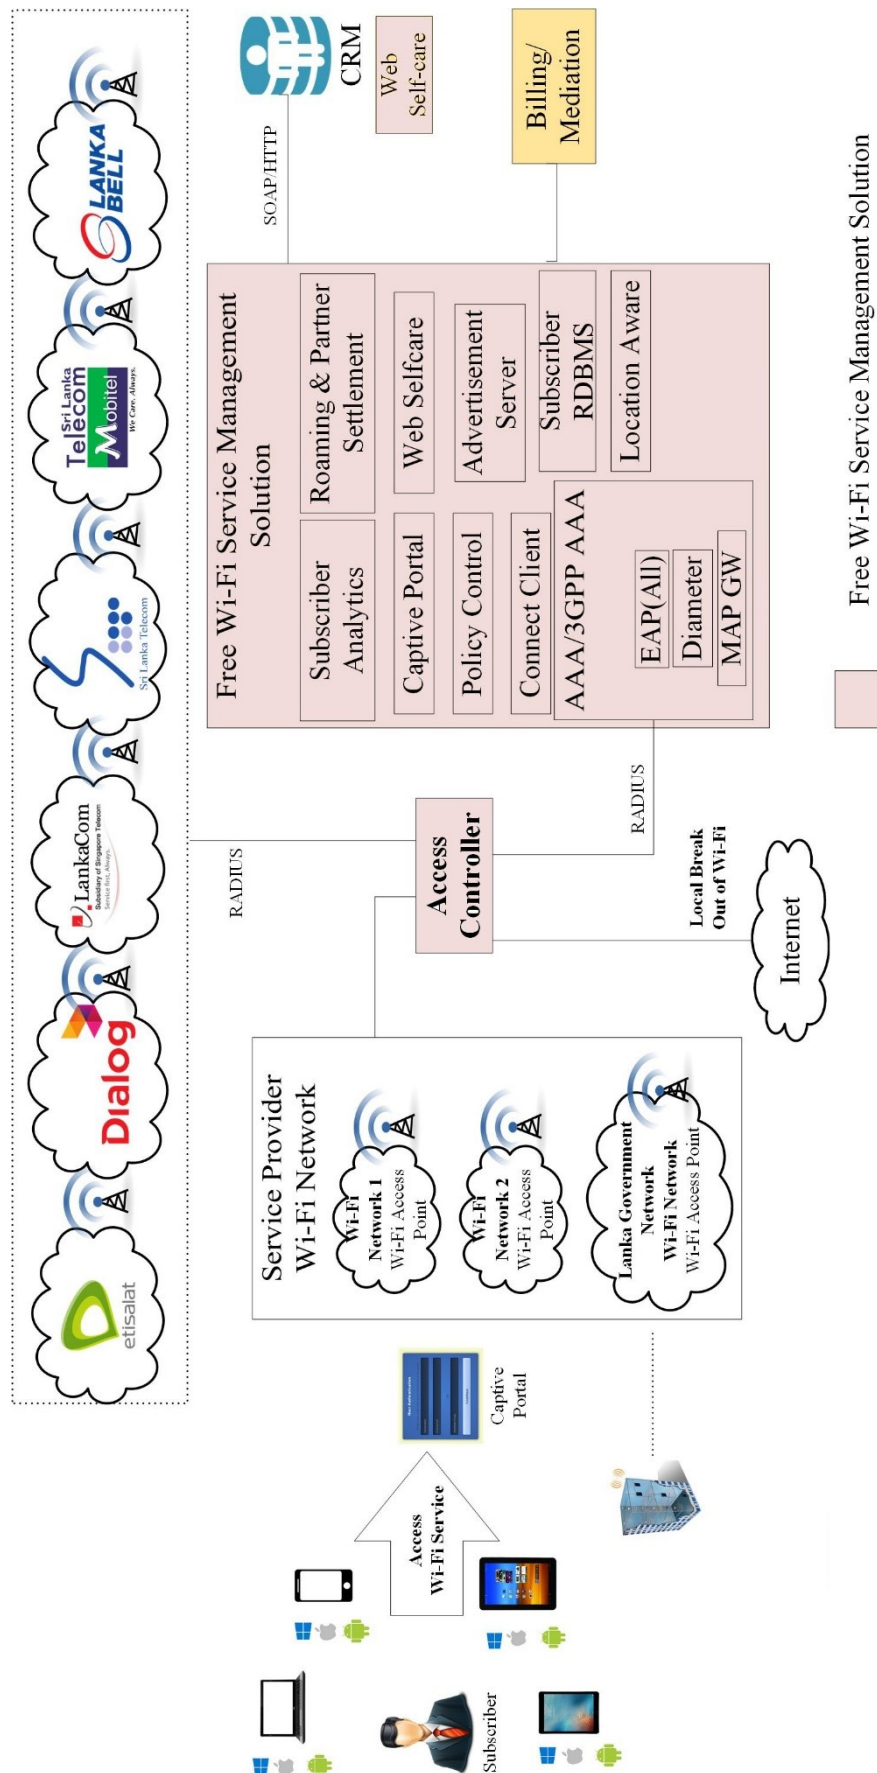 etisalat
Dialog
LankaCom
Subsidiary of Singapore Telecom
Service first, Always.
Sri Lanka Telecom
Sri Lanka
Telecom
Mobitel
We Care. Always.
LANKA
BELL
RADIUS
SOAP/HTTP
CRM
Web
Self-care
Billing/
Mediation
Free Wi-Fi Service Management
Solution
Subscriber
Analytics
Roaming & Partner
Settlement
Captive Portal
Web Selfcare
Policy Control
Advertisement
Server
Connect Client
Subscriber
RDBMS
AAA/3GPP AAA
Location Aware
EAP(All)
Diameter
MAP GW
Access
Controller
RADIUS
Local Break
Out of Wi-Fi
Internet
Service Provider
Wi-Fi Network
Wi-Fi
Network 1
Wi-Fi Access
Point
Wi-Fi
Network 2
Wi-Fi Access
Point
Lanka Government
Network
Wi-Fi Network
Wi-Fi Access Point
Captive
Portal
Access
Wi-Fi Service
Subscriber
Free Wi-Fi Service Management Solution